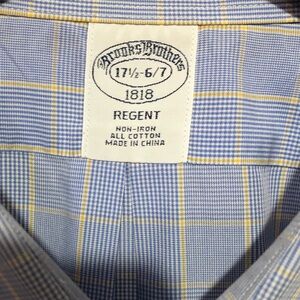 Brooks Brothers
17½-6/7
1818
REGENT
NON-IRON
ALL COTTON
MADE IN CHINA